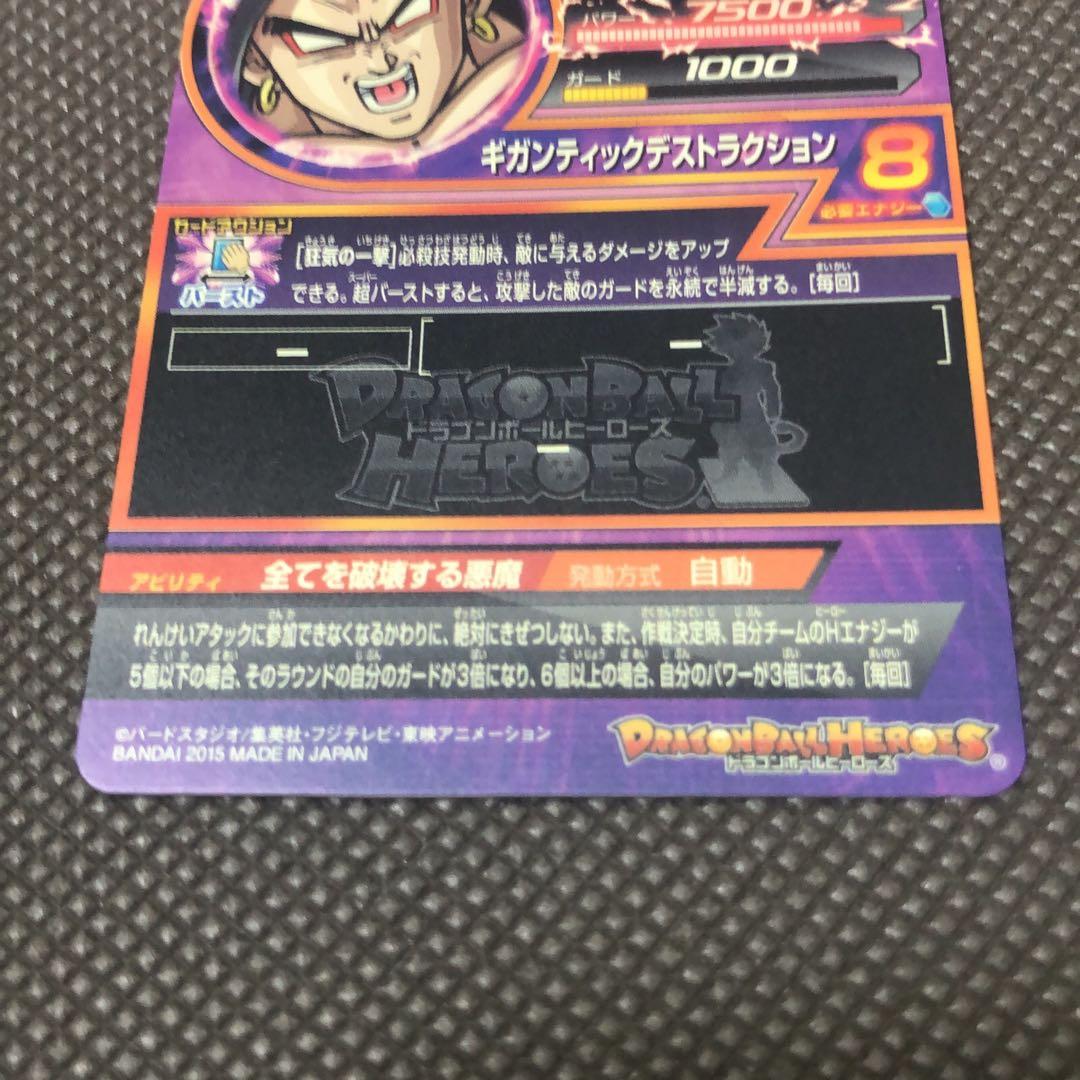 パワー 7500
ガード 1000
ギガンティックデストラクション
8
必要エナジー
カードアクション
バースト
[狂気の一撃]必殺技発動時、敵に与えるダメージをアップ
できる。超バーストすると、攻撃した敵のガードを永続で半減する。[毎回]
DRAGONBALL
ドラゴンボールヒーローズ
HEROES
アビリティ 全てを破壊する悪魔 発動方式 自動
れんけいアタックに参加できなくなるかわりに、絶対にきぜつしない。また、作戦決定時、自分チームのHエナジーが
5個以下の場合、そのラウンドの自分のガードが3倍になり、6個以上の場合、自分のパワーが3倍になる。[毎回]
©バードスタジオ/集英社・フジテレビ・東映アニメーション
BANDAI 2015 MADE IN JAPAN
DRAGONBALL HEROES
ドラゴンボールヒーローズ